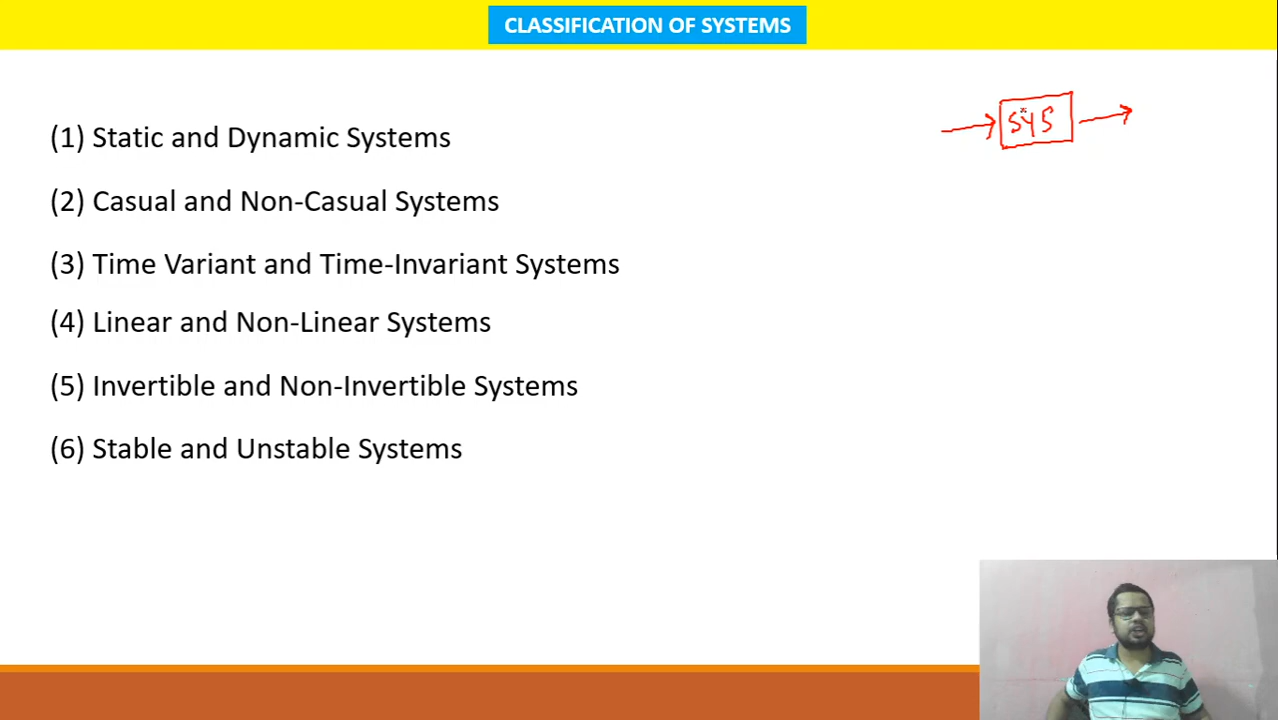 CLASSIFICATION OF SYSTEMS
SYS
(1) Static and Dynamic Systems
(2) Casual and Non-Casual Systems
(3) Time Variant and Time-Invariant Systems
(4) Linear and Non-Linear Systems
(5) Invertible and Non-Invertible Systems
(6) Stable and Unstable Systems